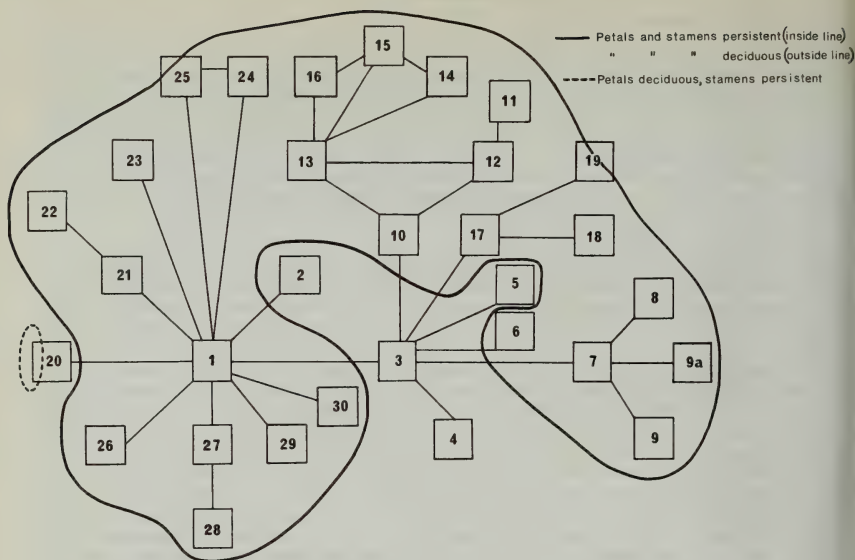 Petals and stamens persistent (inside line)
" " " deciduous (outside line)
Petals deciduous, stamens persistent
15
25 24 16 14
11
23 13 12 19
22
10 17 18
21 2 5 8
6
20 1 3 7 9a
30
26 27 29 4 9
28